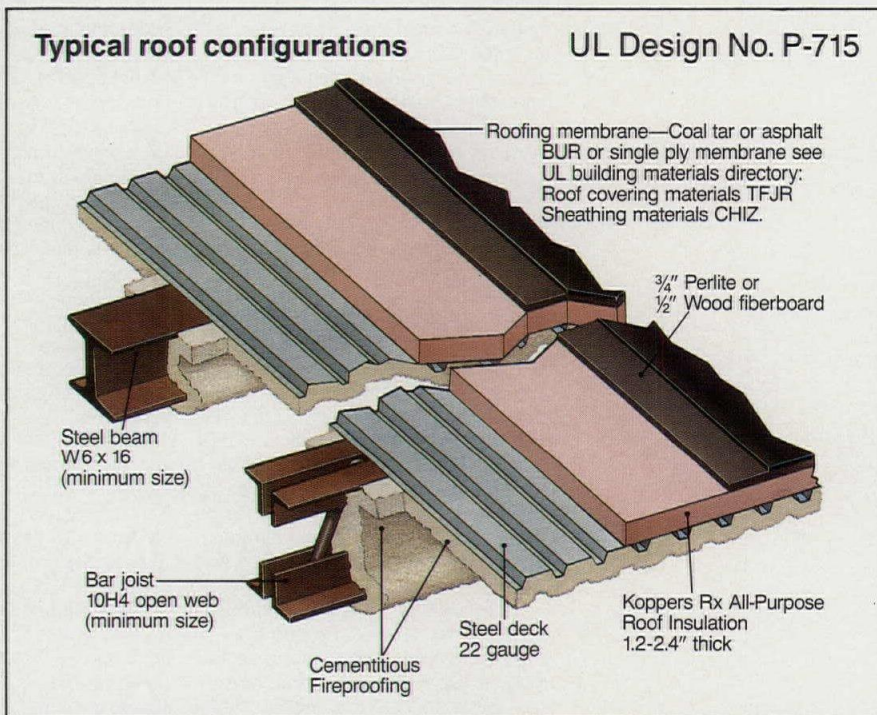 Typical roof configurations
UL Design No. P-715
Roofing membrane—Coal tar or asphalt
BUR or single ply membrane see
UL building materials directory:
Roof covering materials TFJR
Sheathing materials CHIZ.
¾" Perlite or
½" Wood fiberboard
Steel beam
W 6 x 16
(minimum size)
Bar joist
10H4 open web
(minimum size)
Cementitious
Fireproofing
Steel deck
22 gauge
Koppers Rx All-Purpose
Roof Insulation
1.2-2.4" thick